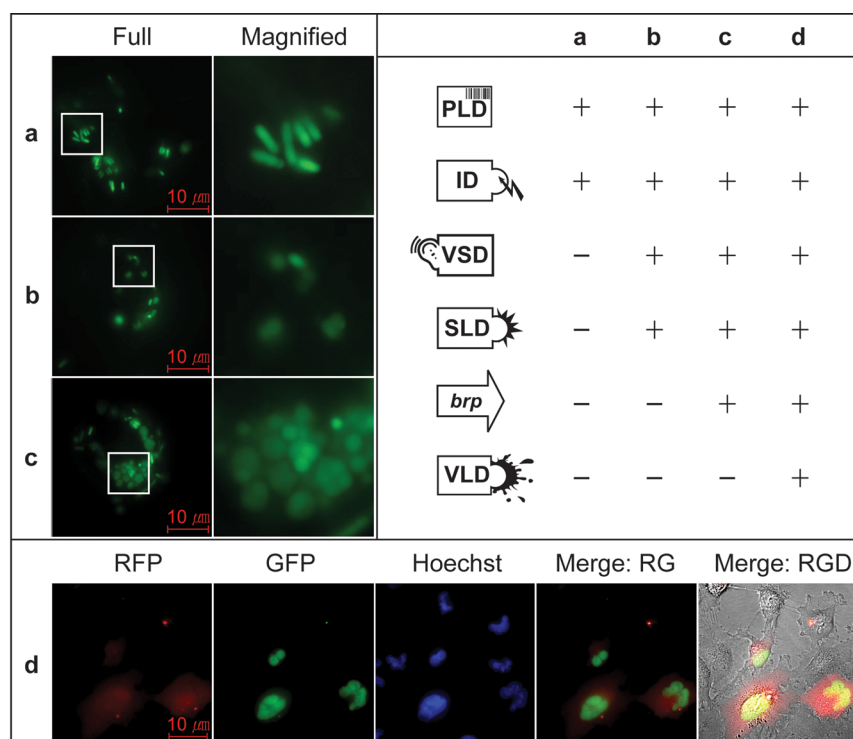 Full Magnified a b c d
a
10 μm
PLD + + + +
ID + + + +
b
10 μm
VSD − + + +
SLD − + + +
c
10 μm
brp − − + +
VLD − − − +
RFP GFP Hoechst Merge: RG Merge: RGD
d
10 μm